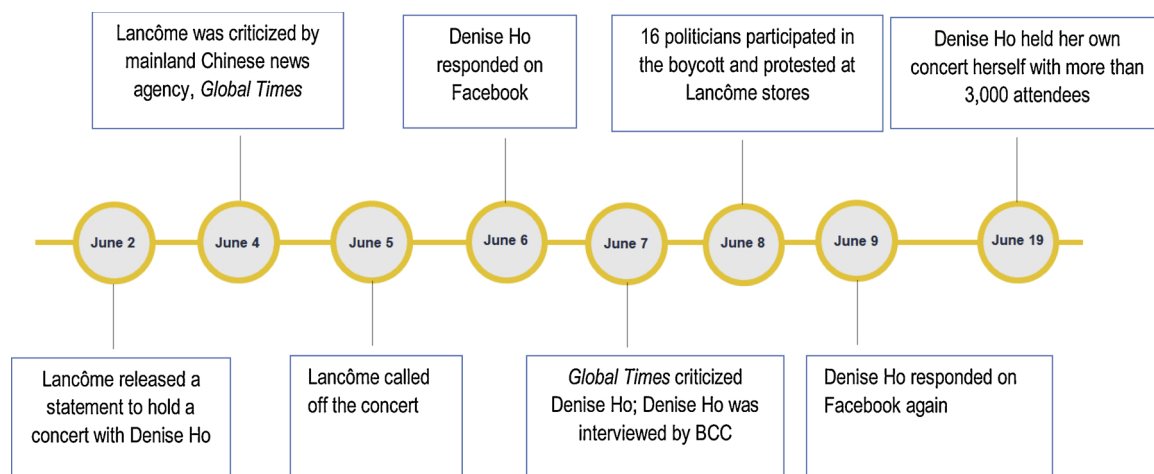 Lancôme was criticized by
mainland Chinese news
agency, Global Times
Denise Ho
responded on
Facebook
16 politicians participated in
the boycott and protested at
Lancôme stores
Denise Ho held her own
concert herself with more than
3,000 attendees
June 2
June 4
June 5
June 6
June 7
June 8
June 9
June 19
Lancôme released a
statement to hold a
concert with Denise Ho
Lancôme called
off the concert
Global Times criticized
Denise Ho; Denise Ho was
interviewed by BCC
Denise Ho responded on
Facebook again